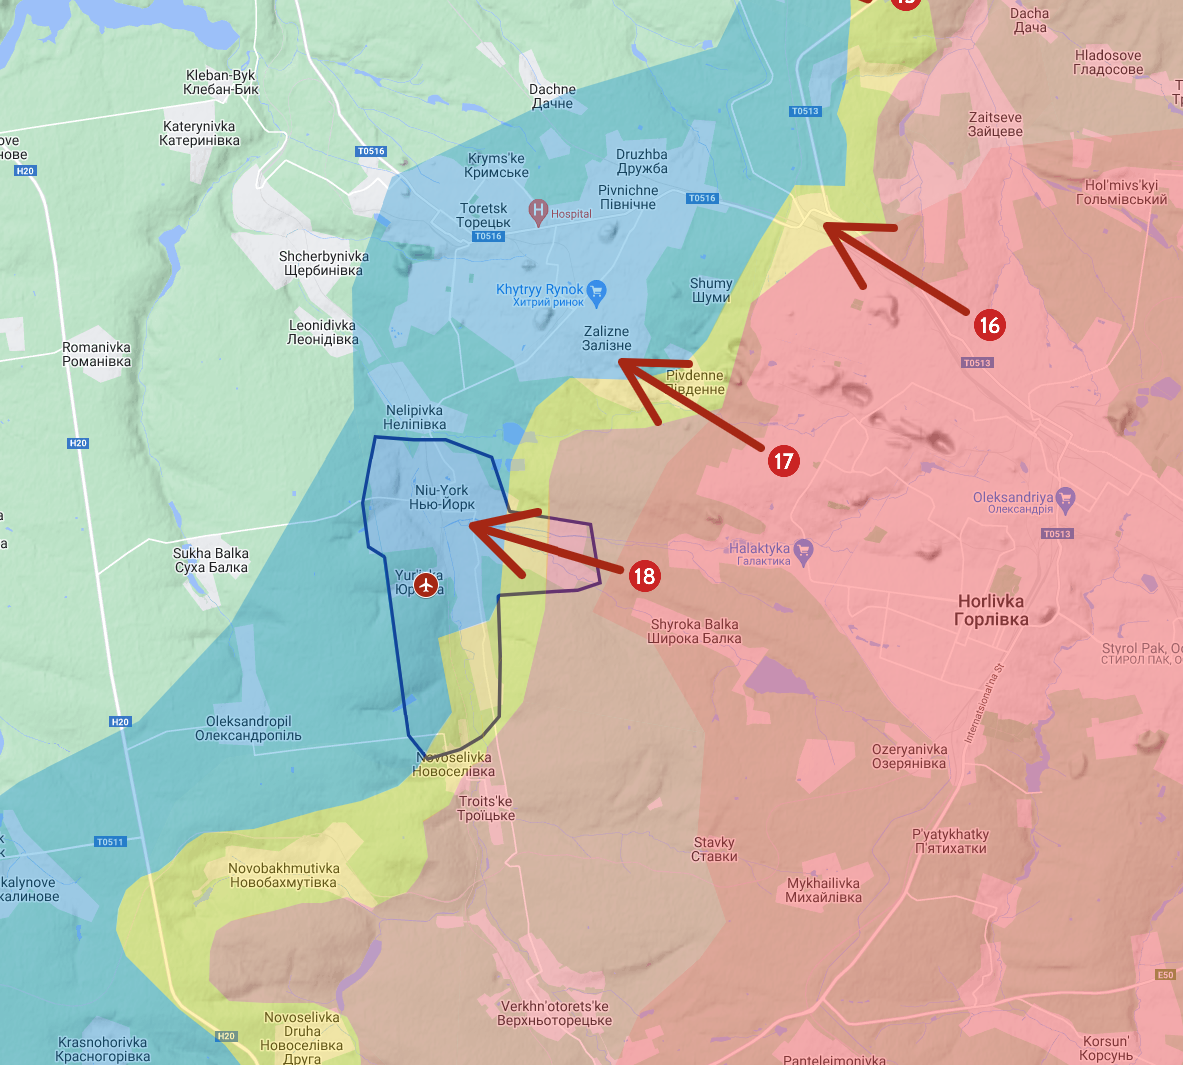 15
Dacha
Дача
Hladosove
Гладосове
Kleban-Byk
Клебан-Бик
Dachne
Дачне
T0513
Zaitseve
Зайцеве
Katerynivka
Катеринівка
H20
T0516
Kryms'ke
Кримське
Druzhba
Дружба
Pivnichne
Північне
T0516
Hol'mivs'kyi
Гольмівський
Toretsk
Торецьк
T0516
H
Hospital
Shcherbynivka
Щербинівка
Khytryy Rynok
Хитрий ринок
Shumy
Шуми
16
Leonidivka
Леонідівка
Zalizne
Залізне
Romanivka
Романівка
T0513
Pivdenne
Південне
Nelipivka
Неліпівка
H20
17
Niu-York
Нью-Йорк
Oleksandriya
Олександрія
T0513
Sukha Balka
Суха Балка
Halaktyka
Галактика
18
Horlivka
Горлівка
Shyroka Balka
Широка Балка
Styrol Pak,
СТИРОЛ ПАК,
Internatsional'na St
H20
Oleksandropil
Олександропіль
Novoselivka
Новоселівка
Ozeryanivka
Озерянівка
Troits'ke
Троїцьке
T0511
Stavky
Ставки
P'yatykhatky
П'ятихатки
Novobakhmutivka
Новобахмутівка
kalynove
калинове
Mykhailivka
Михайлівка
E50
Verkhn'otorets'ke
Верхньоторецьке
Novoselivka
Druha
Новоселівка
Друга
H20
Krasnohorivka
Красногорівка
Korsun'
Корсунь
Panteleimonivka